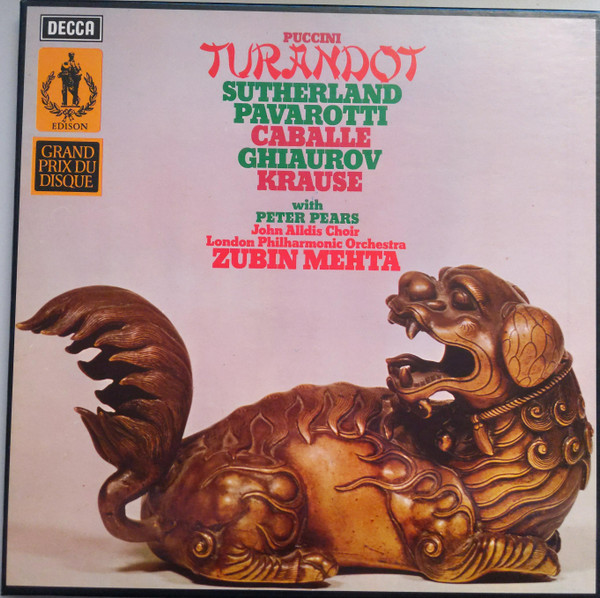 DECCA
EDISON
GRAND
PRIX DU
DISQUE
PUCCINI
TURANDOT
SUTHERLAND
PAVAROTTI
CABALLE
GHIAUROV
KRAUSE
with
PETER PEARS
John Alldis Choir
London Philharmonic Orchestra
ZUBIN MEHTA